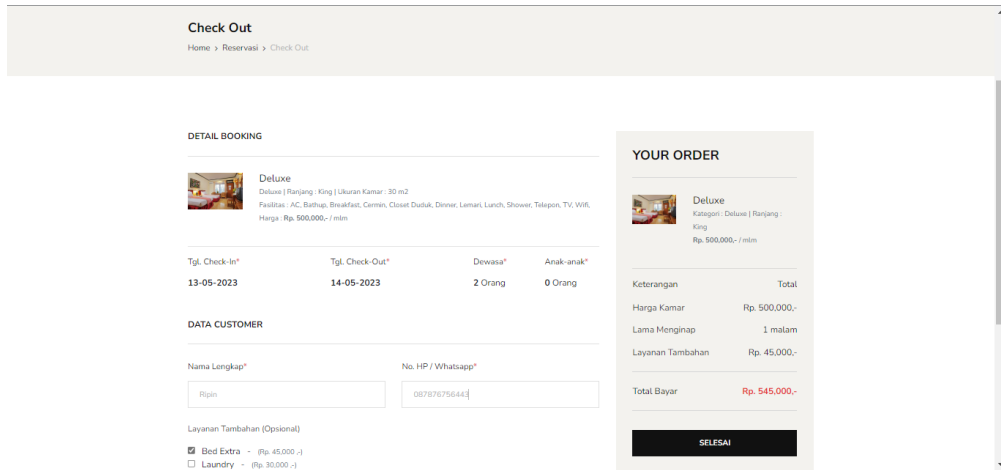 Check Out
Home > Reservasi > Check Out
DETAIL BOOKING
Deluxe
Deluxe | Ranjang : King | Ukuran Kamar : 30 m2
Fasilitas : AC, Bathup, Breakfast, Cermin, Closet Duduk, Dinner, Lemari, Lunch, Shower, Telepon, TV, Wifi,
Harga : Rp. 500,000,- / mlm
Tgl. Check-In* Tgl. Check-Out* Dewasa* Anak-anak*
13-05-2023 14-05-2023 2 Orang 0 Orang
DATA CUSTOMER
Nama Lengkap* No. HP / Whatsapp*
Ripin 087876756443
Layanan Tambahan (Opsional)
Bed Extra - (Rp. 45,000 ,-)
Laundry - (Rp. 30,000 ,-)
YOUR ORDER
Deluxe
Kategori : Deluxe | Ranjang :
King
Rp. 500,000,- / mlm
Keterangan Total
Harga Kamar Rp. 500,000,-
Lama Menginap 1 malam
Layanan Tambahan Rp. 45,000,-
Total Bayar Rp. 545,000,-
SELESAI